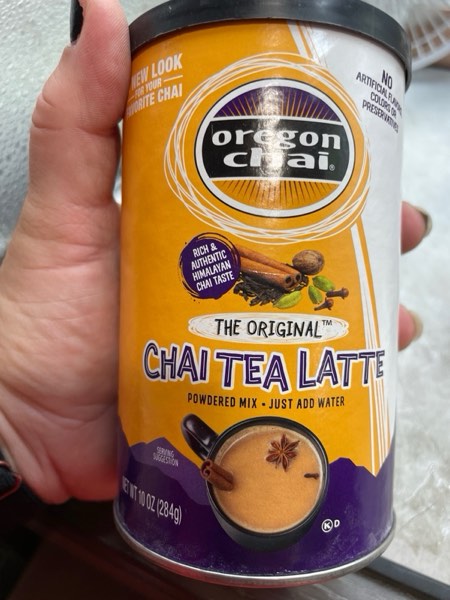 NEW LOOK
FOR YOUR
FAVORITE CHAI
NO
ARTIFICIAL FLAVORS
COLORS OR
PRESERVATIVES
oregon
chai®
RICH &
AUTHENTIC
HIMALAYAN
CHAI TASTE
THE ORIGINAL™
CHAI TEA LATTE
POWDERED MIX • JUST ADD WATER
SERVING
SUGGESTION
NET WT 10 OZ (284g)
K D